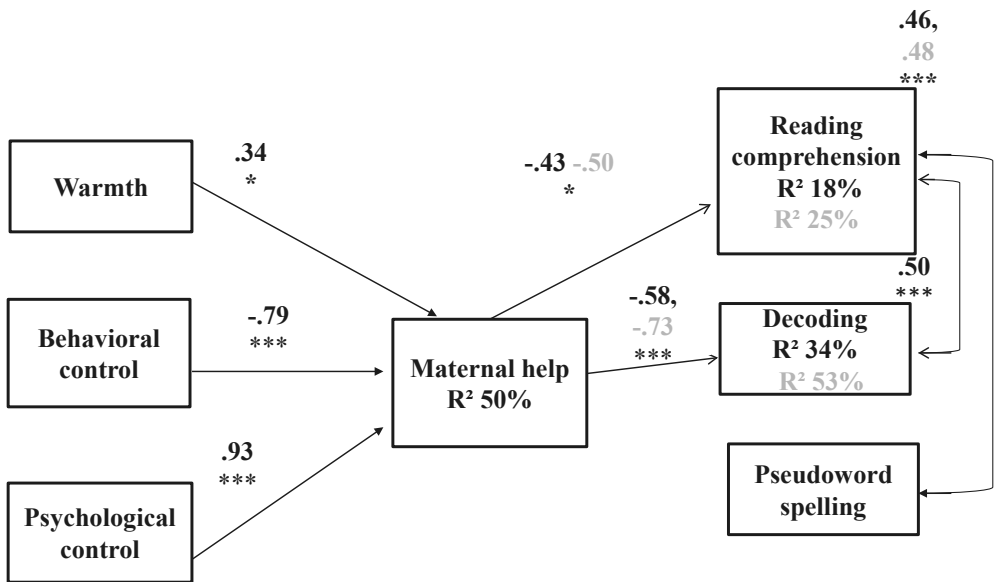 .46,
.48
***
Reading
comprehension
R² 18%
R² 25%
.34
*
-.43 -.50
*
Warmth
.50
***
-.79
***
-.58,
-.73
***
Behavioral
control
Maternal help
R² 50%
Decoding
R² 34%
R² 53%
.93
***
Psychological
control
Pseudoword
spelling